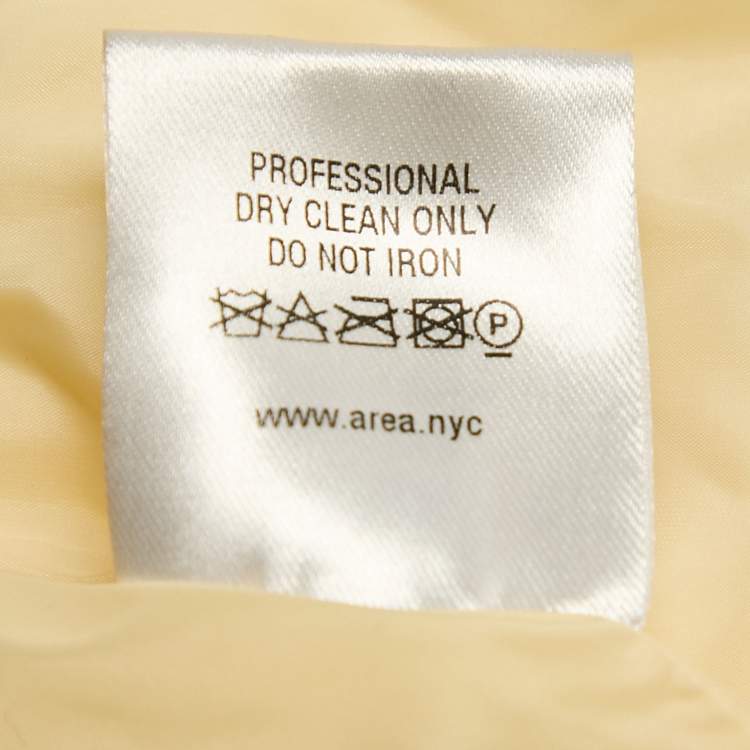 PROFESSIONAL
DRY CLEAN ONLY
DO NOT IRON
P
www.area.nyc